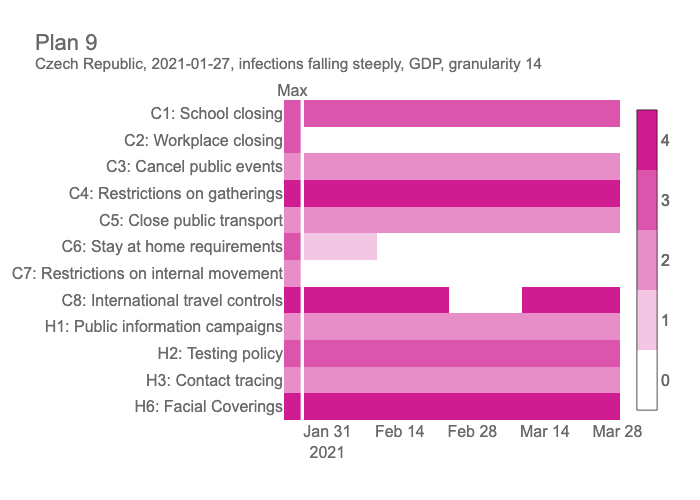 Plan 9
Czech Republic, 2021-01-27, infections falling steeply, GDP, granularity 14
Max
C1: School closing
C2: Workplace closing
C3: Cancel public events
C4: Restrictions on gatherings
C5: Close public transport
C6: Stay at home requirements
C7: Restrictions on internal movement
C8: International travel controls
H1: Public information campaigns
H2: Testing policy
H3: Contact tracing
H6: Facial Coverings
Jan 31 Feb 14 Feb 28 Mar 14 Mar 28
2021
4
3
2
1
0